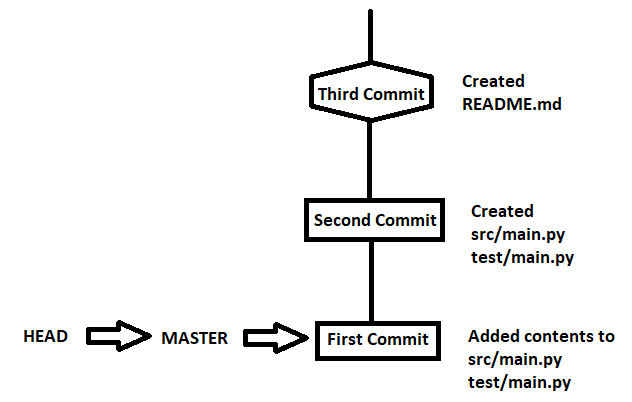 Third Commit
Created
README.md
Second Commit
Created
src/main.py
test/main.py
HEAD
MASTER
First Commit
Added contents to
src/main.py
test/main.py